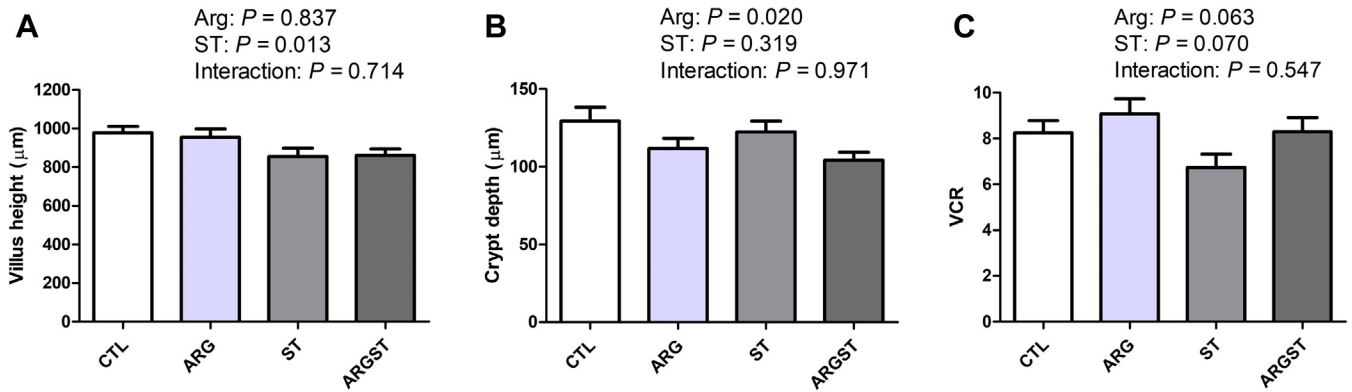 A
Arg: P = 0.837
ST: P = 0.013
Interaction: P = 0.714
Villus height (μm)
1200
1000
800
600
400
200
0
CTL
ARG
ST
ARGST
B
Arg: P = 0.020
ST: P = 0.319
Interaction: P = 0.971
Crypt depth (μm)
150
100
50
0
CTL
ARG
ST
ARGST
C
Arg: P = 0.063
ST: P = 0.070
Interaction: P = 0.547
VCR
10
8
6
4
2
0
CTL
ARG
ST
ARGST